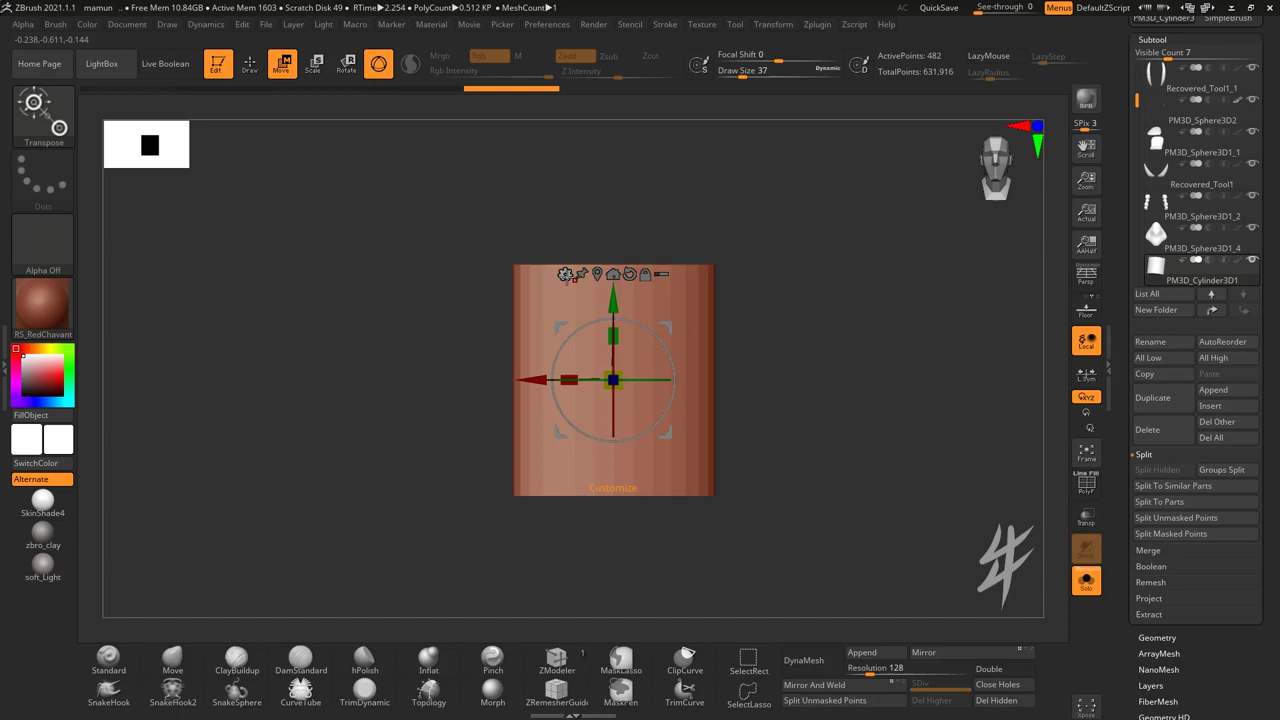 ZBrush 2021.1.1 mamun .. • Free Mem 10.84GB • Active Mem 1603 • Scratch Disk 49 • RTime▶2.254 • PolyCount▶0.512 KP • MeshCount▶1 AC QuickSave See-through 0 Menus DefaultZScript
Alpha Brush Color Document Draw Dynamics Edit File Layer Light Macro Marker Material Movie Picker Preferences Render Stencil Stroke Texture Tool Transform Zplugin Zscript Help
-0.238,-0.611,-0.144
Home Page LightBox Live Boolean
Edit Draw Move Scale Rotate
Mrgb Rgb
Rgb Intensity
Zadd Zsub Zcut
Z Intensity
Focal Shift 0
Draw Size 37 Dynamic
S
D
ActivePoints: 482
TotalPoints: 631,916
LazyMouse LazyStep
LazyRadius
Transpose
Dots
Alpha Off
RS_RedChavant
FillObject
SwitchColor
Alternate
SkinShade4
zbro_clay
soft_Light
Customize
牛
BPR
SPix 3
Scroll
Zoom
Actual
AAHalf
Dynamic
Persp
Floor
Local
L.Sym
XYZ
Frame
Line Fill
PolyF
Transp
Ghost
Dynamic
Solo
Xpose
PM3D_Cylinder3 SimpleBrush
Subtool
Visible Count 7
Recovered_Tool1_1
PM3D_Sphere3D2
PM3D_Sphere3D1_1
Recovered_Tool1
PM3D_Sphere3D1_2
PM3D_Sphere3D1_4
PM3D_Cylinder3D1
List All
New Folder
Rename AutoReorder
All Low All High
Copy Paste
Duplicate Append
Insert
Delete Del Other
Del All
Split
Split Hidden Groups Split
Split To Similar Parts
Split To Parts
Split Unmasked Points
Split Masked Points
Merge
Boolean
Remesh
Project
Extract
Geometry
ArrayMesh
NanoMesh
Layers
FiberMesh
Geometry HD
Standard Move ClayBuildup DamStandard hPolish Inflat Pinch ZModeler 1 MaskLasso ClipCurve SelectRect
SnakeHook SnakeHook2 SnakeSphere CurveTube TrimDynamic Topology Morph ZRemesherGuide MaskPen TrimCurve SelectLasso
DynaMesh Append Mirror
Resolution 128 Double
Mirror And Weld SDiv Close Holes
Split Unmasked Points Del Higher Del Hidden